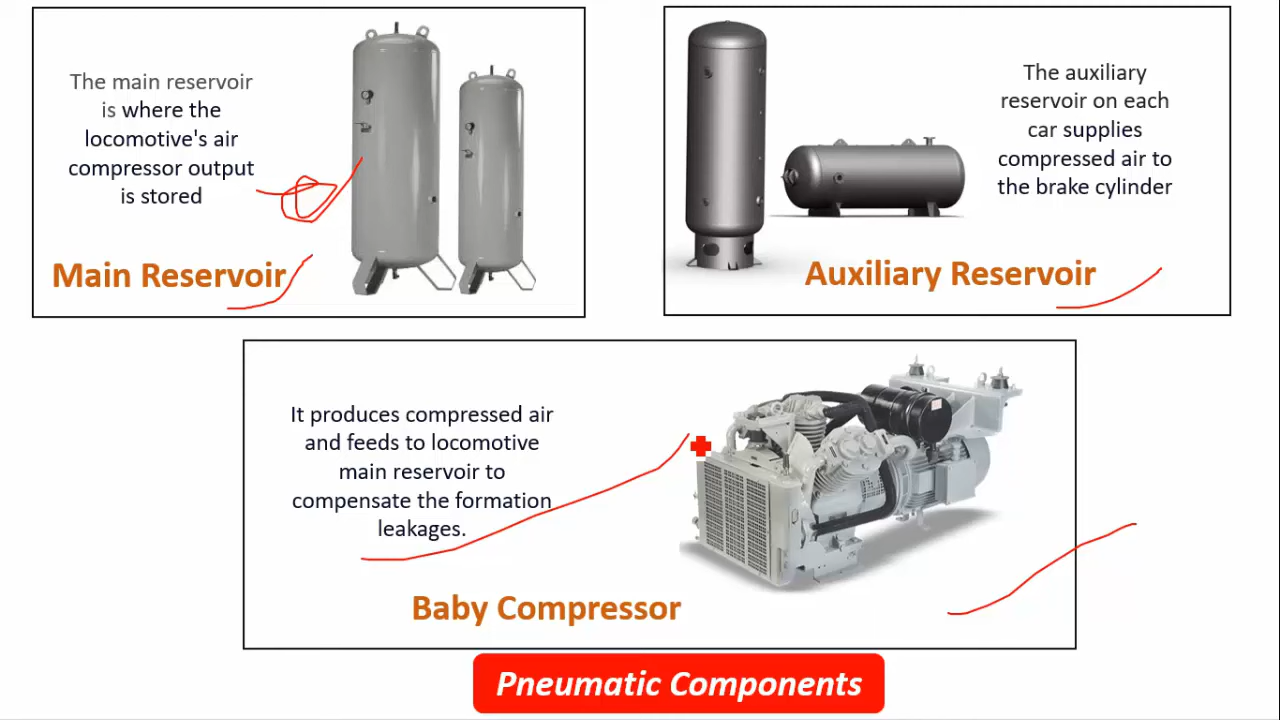 The main reservoir
is where the
locomotive's air
compressor output
is stored
Main Reservoir
The auxiliary
reservoir on each
car supplies
compressed air to
the brake cylinder
Auxiliary Reservoir
It produces compressed air
and feeds to locomotive
main reservoir to
compensate the formation
leakages.
Baby Compressor
Pneumatic Components